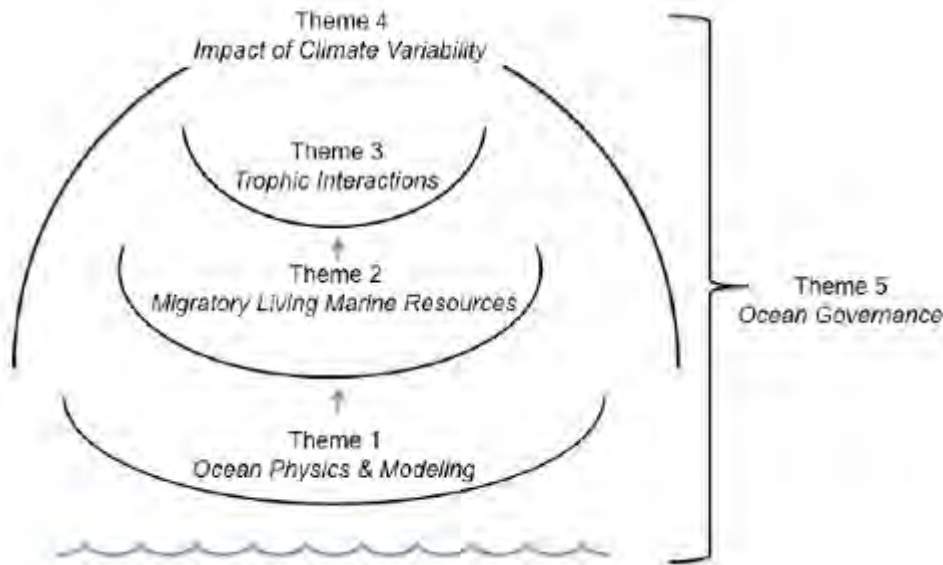 Theme 4
Impact of Climate Variability
Theme 3
Trophic Interactions
Theme 2
Migratory Living Marine Resources
Theme 1
Ocean Physics & Modeling
Theme 5
Ocean Governance